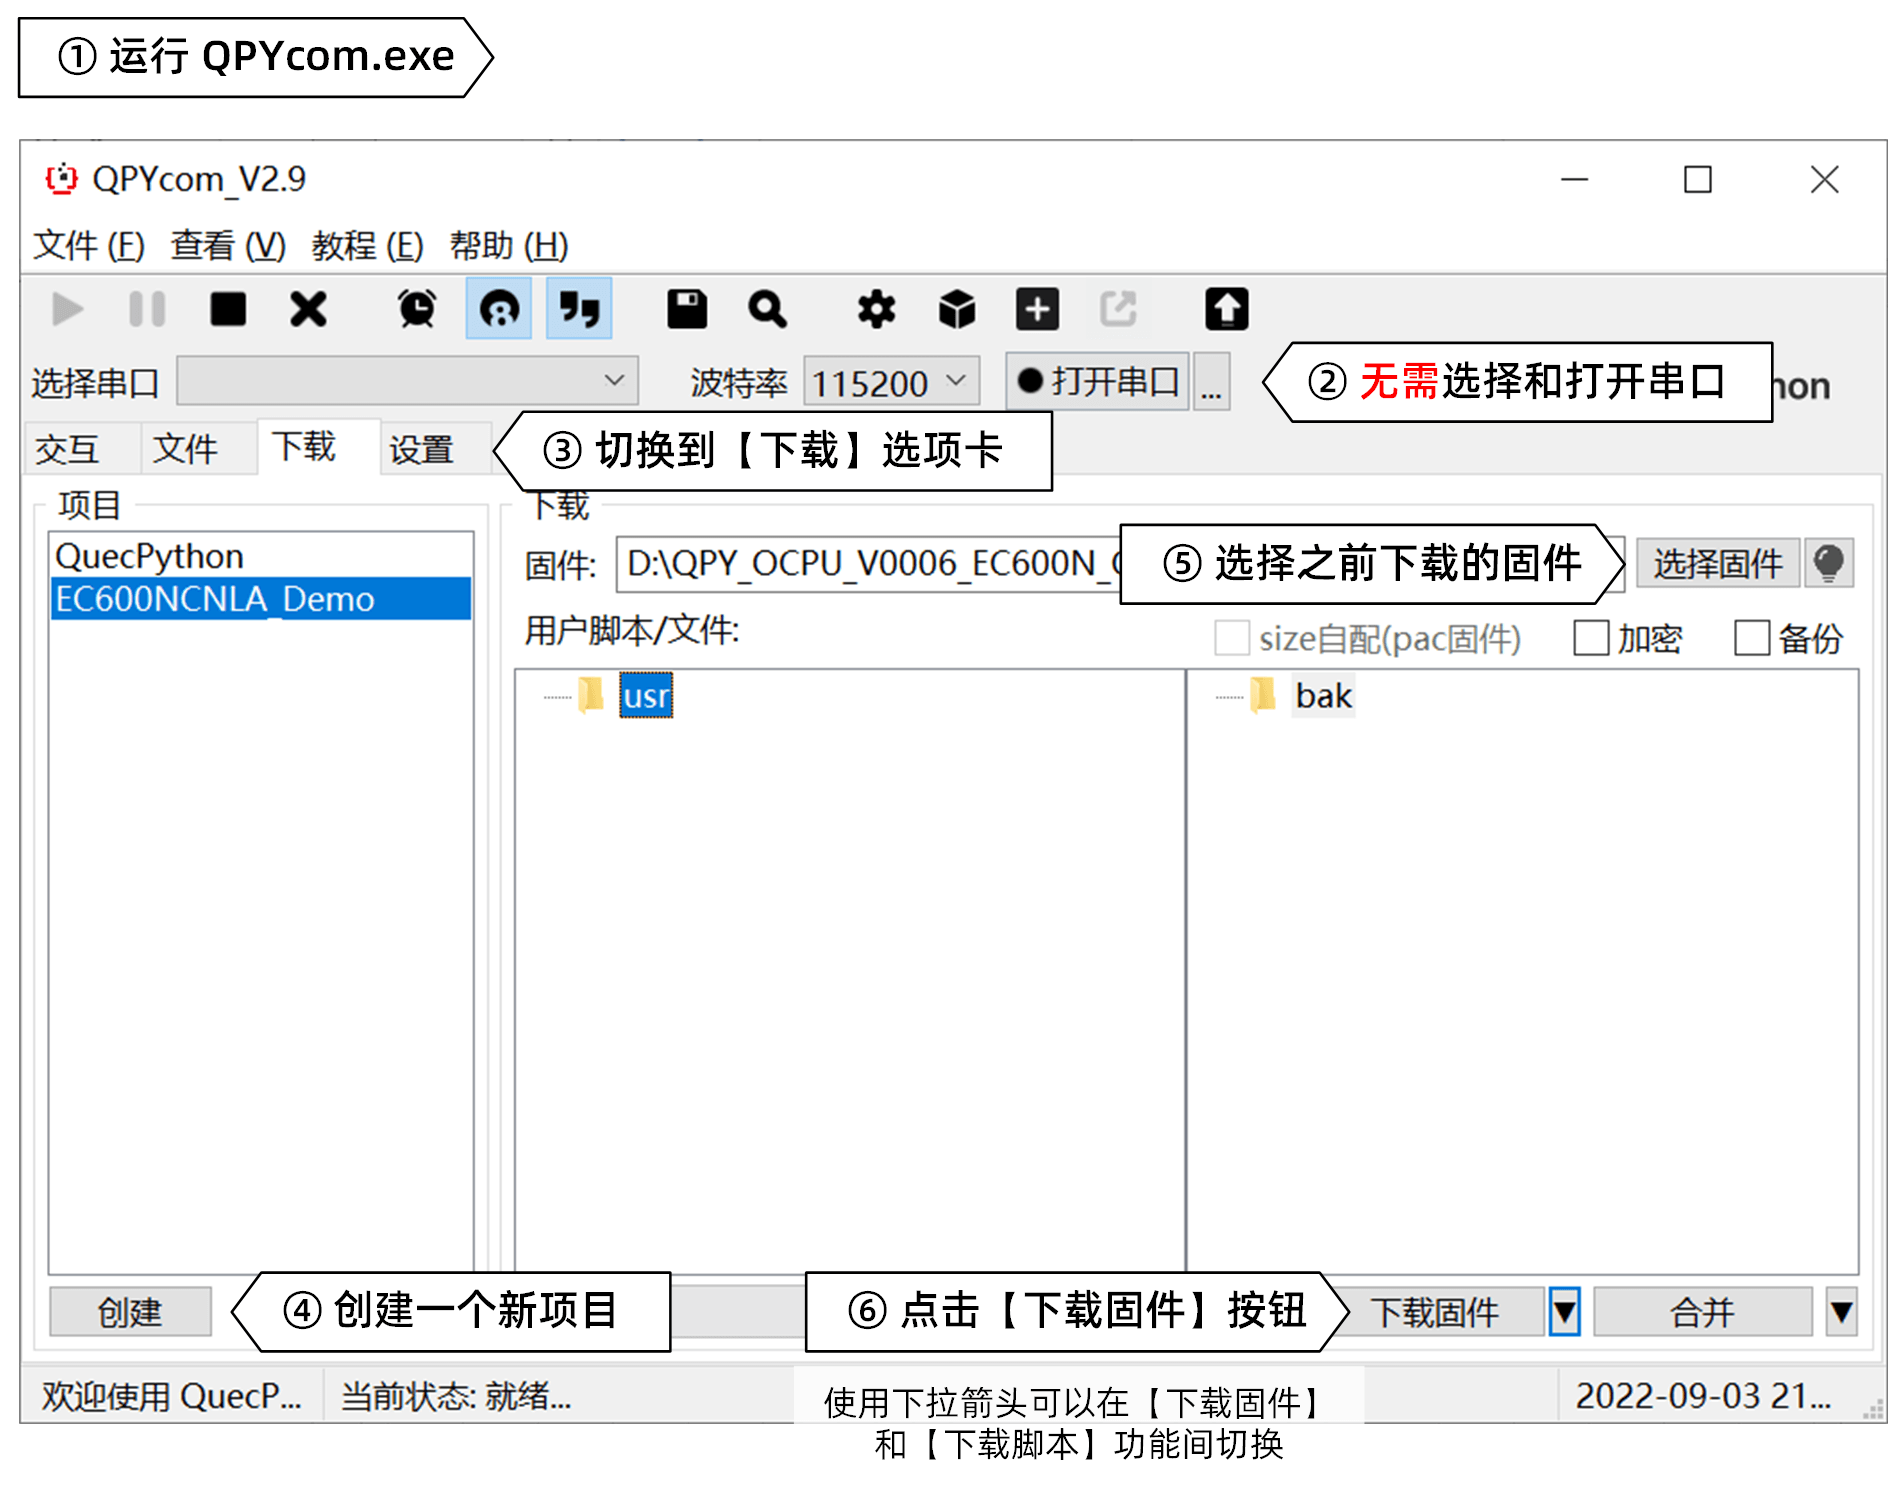 ① 运行 QPYcom.exe
QPYcom_V2.9
文件 (F) 查看 (V) 教程 (E) 帮助 (H)
选择串口
波特率 115200
打开串口
...
② 无需选择和打开串口
交互 文件 下载 设置
③ 切换到【下载】选项卡
项目
QuecPython
EC600NCNLA_Demo
下载
固件: D:\QPY_OCPU_V0006_EC600N_
⑤ 选择之前下载的固件
选择固件
用户脚本/文件:
size自配(pac固件) 加密 备份
usr
bak
创建
④ 创建一个新项目
⑥ 点击【下载固件】按钮
下载固件 合并
欢迎使用 QuecP... 当前状态: 就绪...
2022-09-03 21...
使用下拉箭头可以在【下载固件】
和【下载脚本】功能间切换